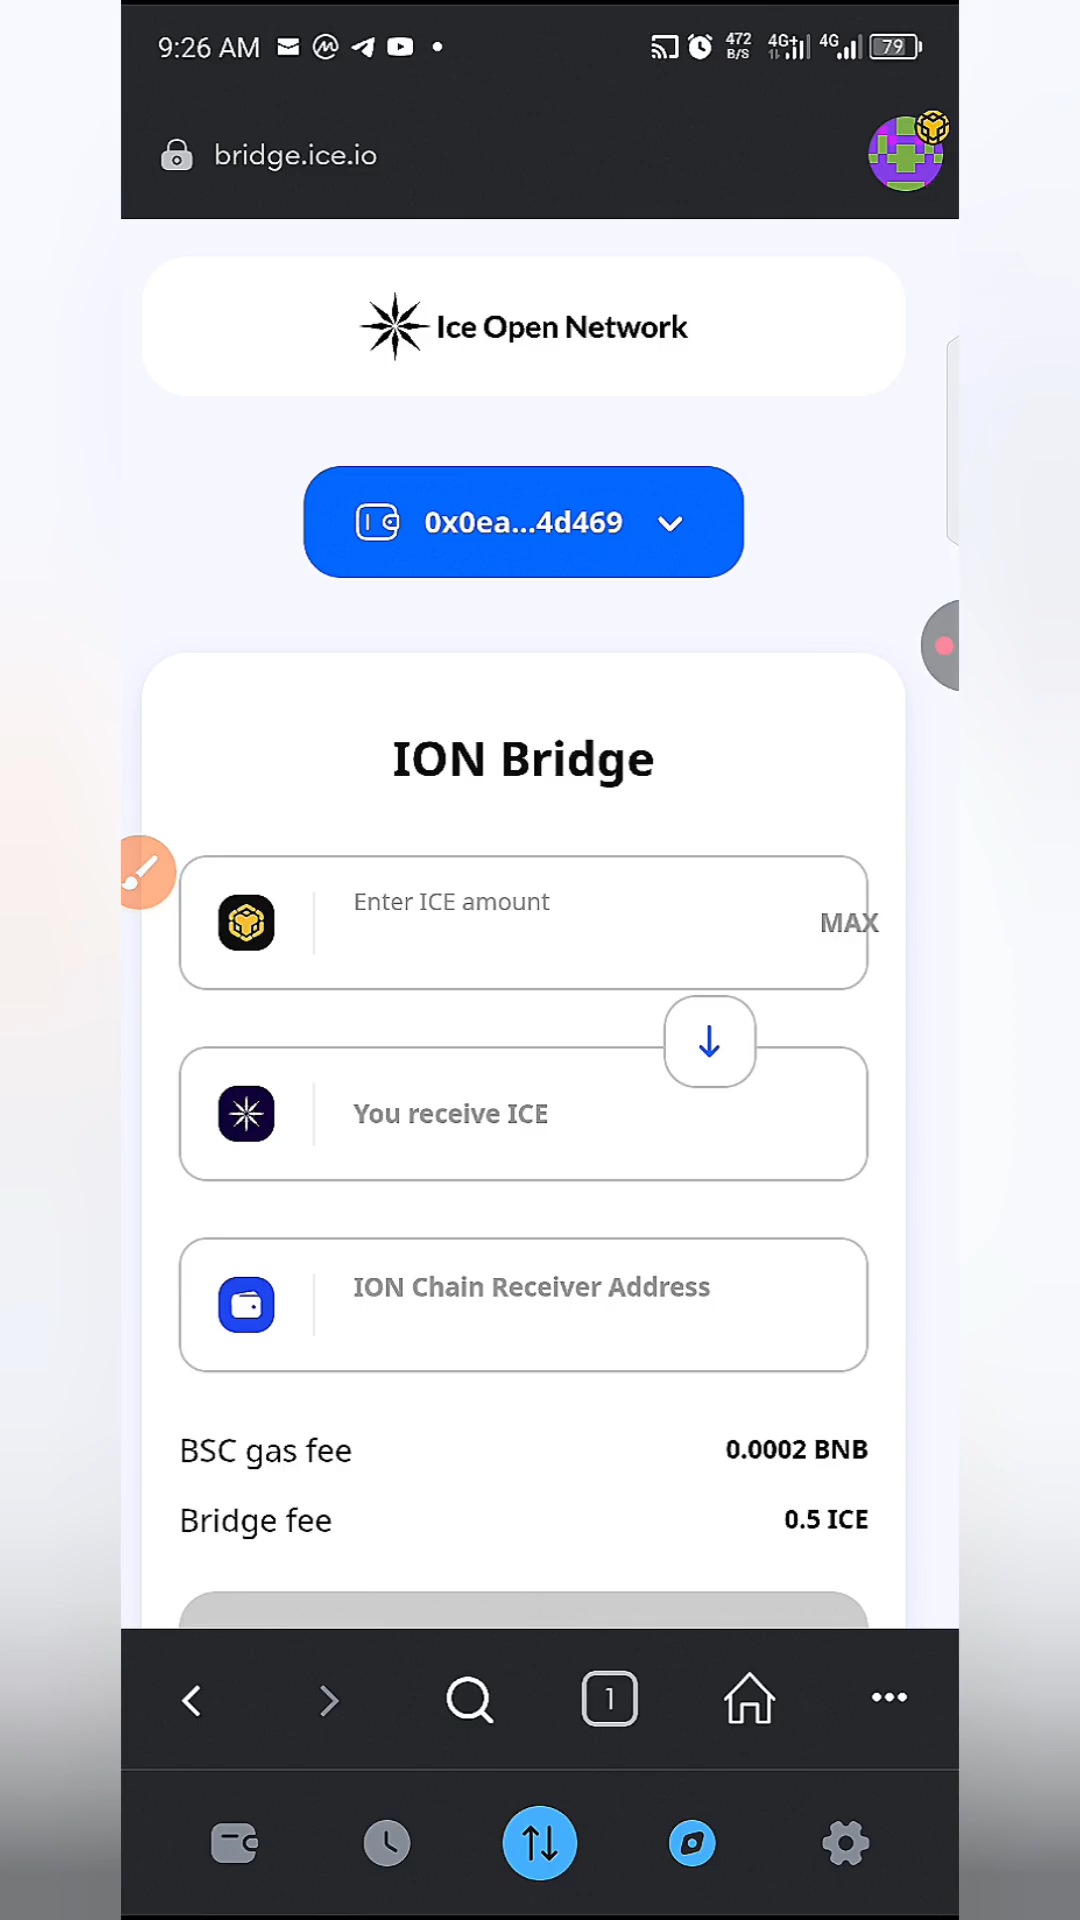 9:26 AM
472
B/S
4G+
4G
79
bridge.ice.io
Ice Open Network
0x0ea...4d469
ION Bridge
Enter ICE amount
MAX
You receive ICE
ION Chain Receiver Address
BSC gas fee
0.0002 BNB
Bridge fee
0.5 ICE
1